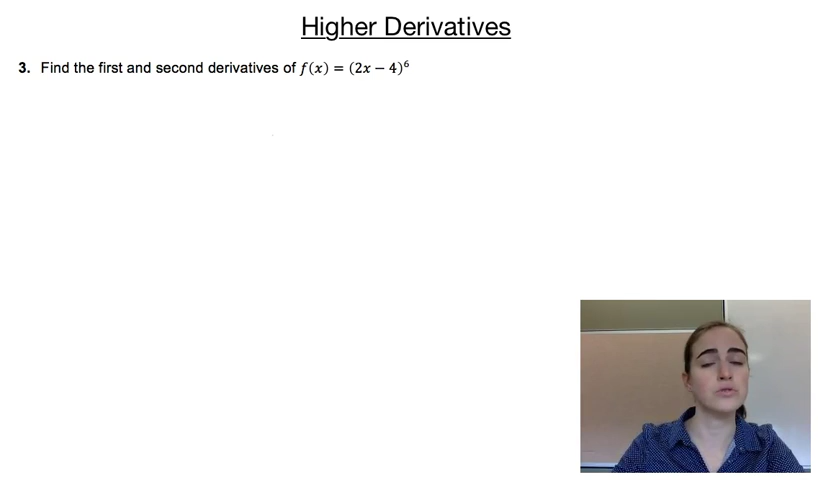 Higher Derivatives
3. Find the first and second derivatives of f(x) = (2x − 4)⁶